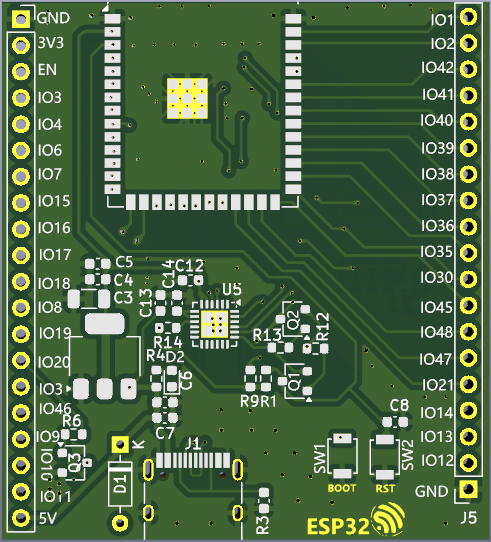 GND
3V3
EN
IO3
IO4
IO6
IO7
IO15
IO16
IO17
IO18
IO8
IO19
IO20
IO3
IO46
IO9
IO10
IO11
5V
IO1
IO2
IO42
IO41
IO40
IO39
IO38
IO37
IO36
IO35
IO30
IO45
IO48
IO47
IO21
IO14
IO13
IO12
GND
J5
C5
C4
C3
C14
C12
C13
U5
R14
R4
D2
C6
C7
Q2
R12
R13
Q1
R9
R1
C8
R6
Q3
K
D1
J1
R3
SW1
SW2
BOOT
RST
ESP32